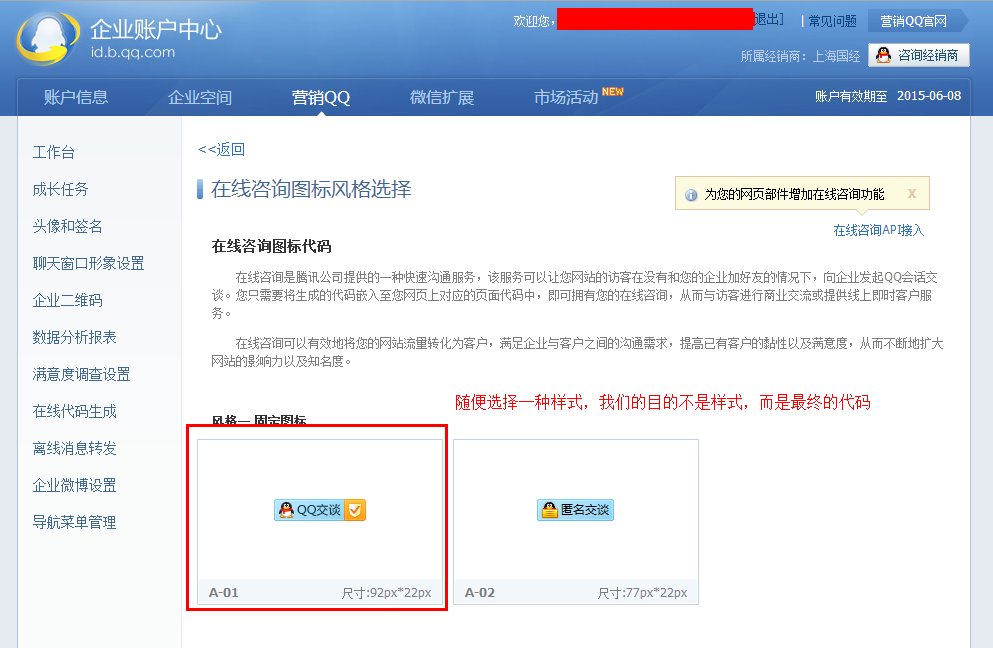 企业账户中心
id.b.qq.com
欢迎您,
退出] | 常见问题 营销QQ官网
所属经销商：上海国经 咨询经销商
账户信息 企业空间 营销QQ 微信扩展 市场活动 NEW 账户有效期至 2015-06-08
工作台
成长任务
头像和签名
聊天窗口形象设置
企业二维码
数据分析报表
满意度调查设置
在线代码生成
离线消息转发
企业微博设置
导航菜单管理
<<返回
在线咨询图标风格选择
为您的网页部件增加在线咨询功能 x
在线咨询API接入
在线咨询图标代码
在线咨询是腾讯公司提供的一种快速沟通服务，该服务可以让您网站的访客在没有和您的企业加好友的情况下，向企业发起QQ会话交
谈。您只需要将生成的代码嵌入至您网页上对应的页面代码中，即可拥有您的在线咨询，从而与访客进行商业交流或提供线上即时客户服
务。
在线咨询可以有效地将您的网站流量转化为客户，满足企业与客户之间的沟通需求，提高已有客户的黏性以及满意度，从而不断地扩大
网站的影响力以及知名度。
随便选择一种样式，我们的目的不是样式，而是最终的代码
风格一 固定图标
QQ交谈
A-01 尺寸:92px*22px
匿名交谈
A-02 尺寸:77px*22px